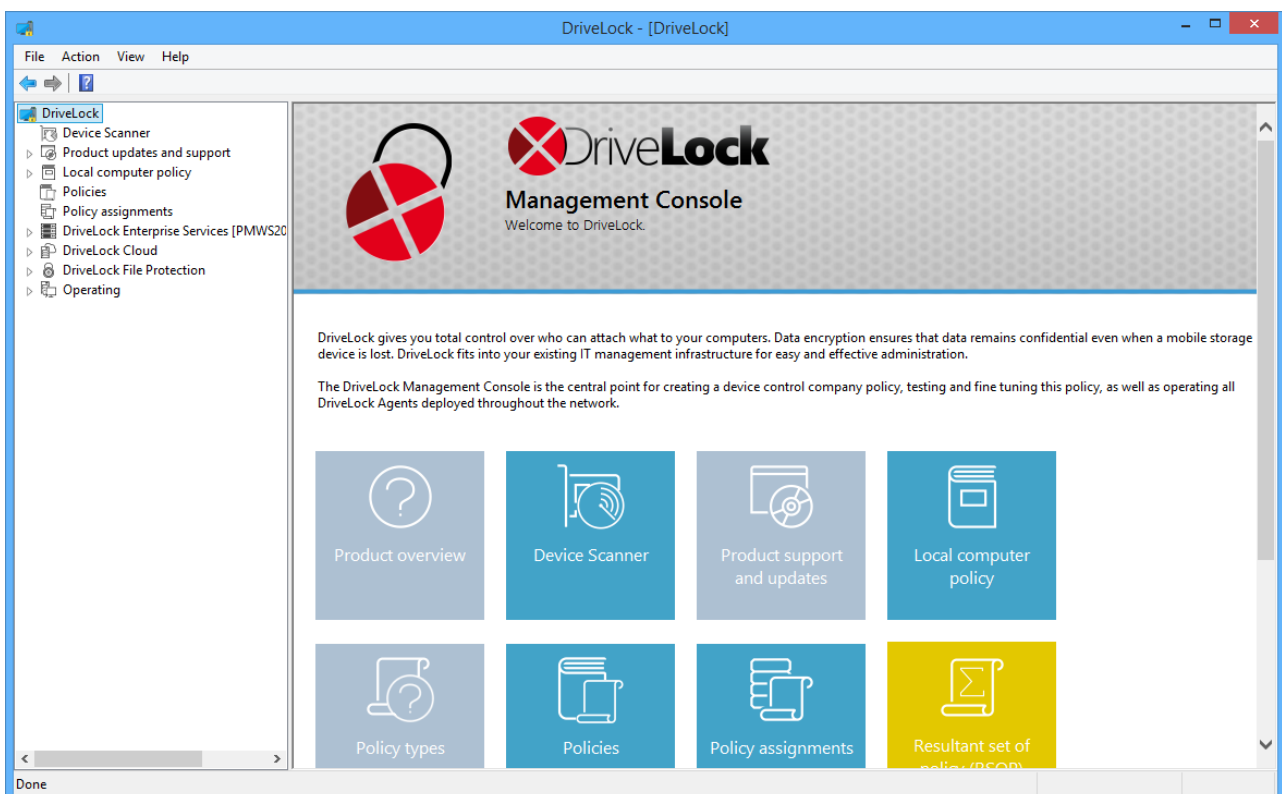 DriveLock - [DriveLock]
File Action View Help
DriveLock
Device Scanner
Product updates and support
Local computer policy
Policies
Policy assignments
DriveLock Enterprise Services [PMWS20
DriveLock Cloud
DriveLock File Protection
Operating
DriveLock
Management Console
Welcome to DriveLock.
DriveLock gives you total control over who can attach what to your computers. Data encryption ensures that data remains confidential even when a mobile storage
device is lost. DriveLock fits into your existing IT management infrastructure for easy and effective administration.
The DriveLock Management Console is the central point for creating a device control company policy, testing and fine tuning this policy, as well as operating all
DriveLock Agents deployed throughout the network.
Product overview
Device Scanner
Product support
and updates
Local computer
policy
Policy types
Policies
Policy assignments
Resultant set of
policy (RSOP)
Done